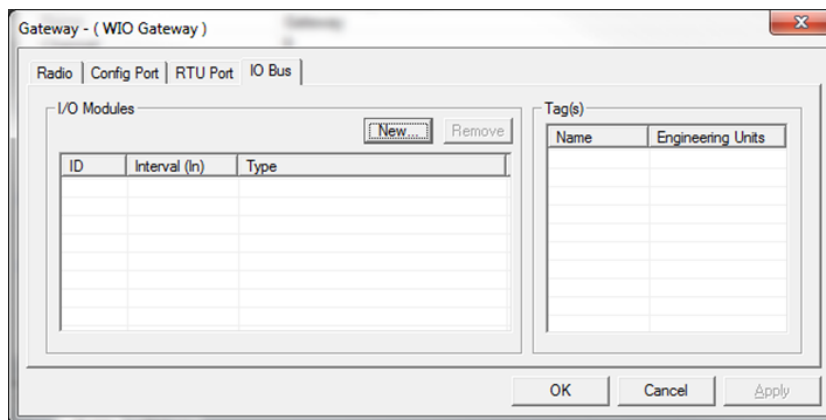 Gateway - ( WIO Gateway )
Radio Config Port RTU Port IO Bus
I/O Modules
New... Remove
ID Interval (In) Type
Tag(s)
Name Engineering Units
OK Cancel Apply